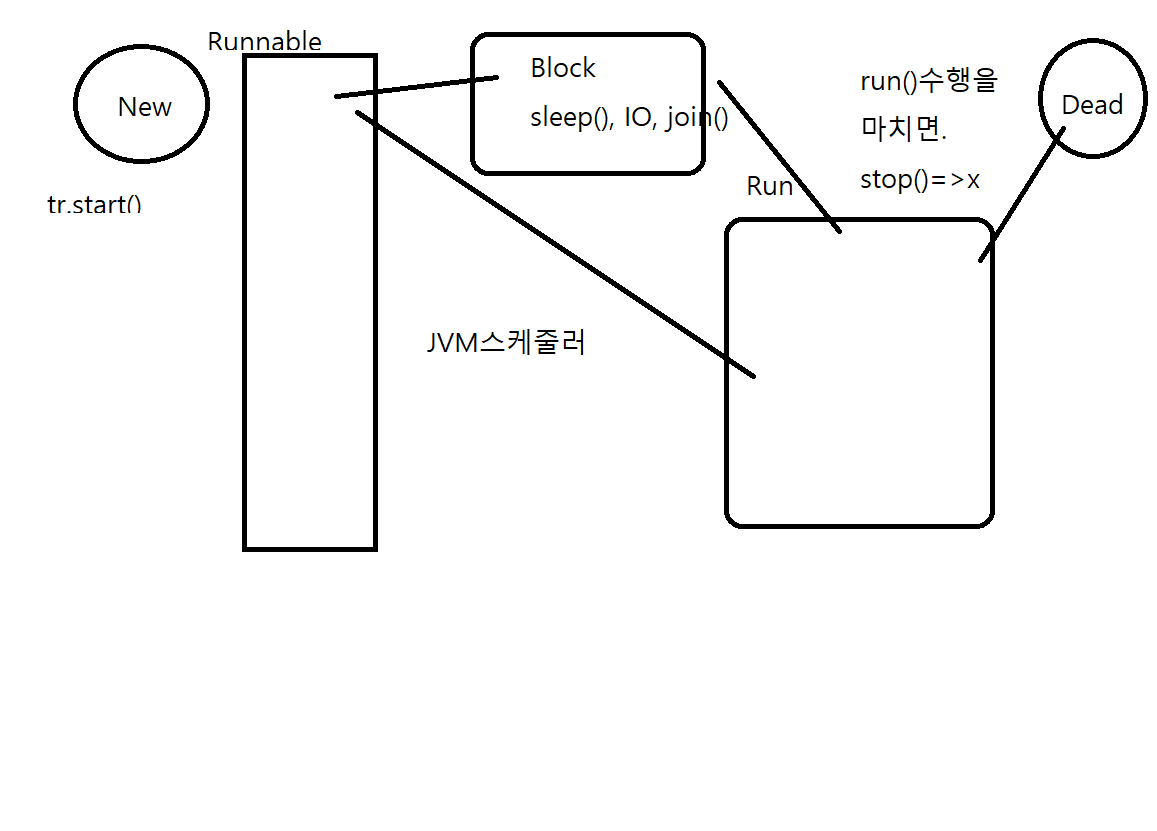 Runnable
New
tr.start()
Block
sleep(), IO, join()
Run
JVM스케줄러
run()수행을
마치면.
stop()=>x
Dead